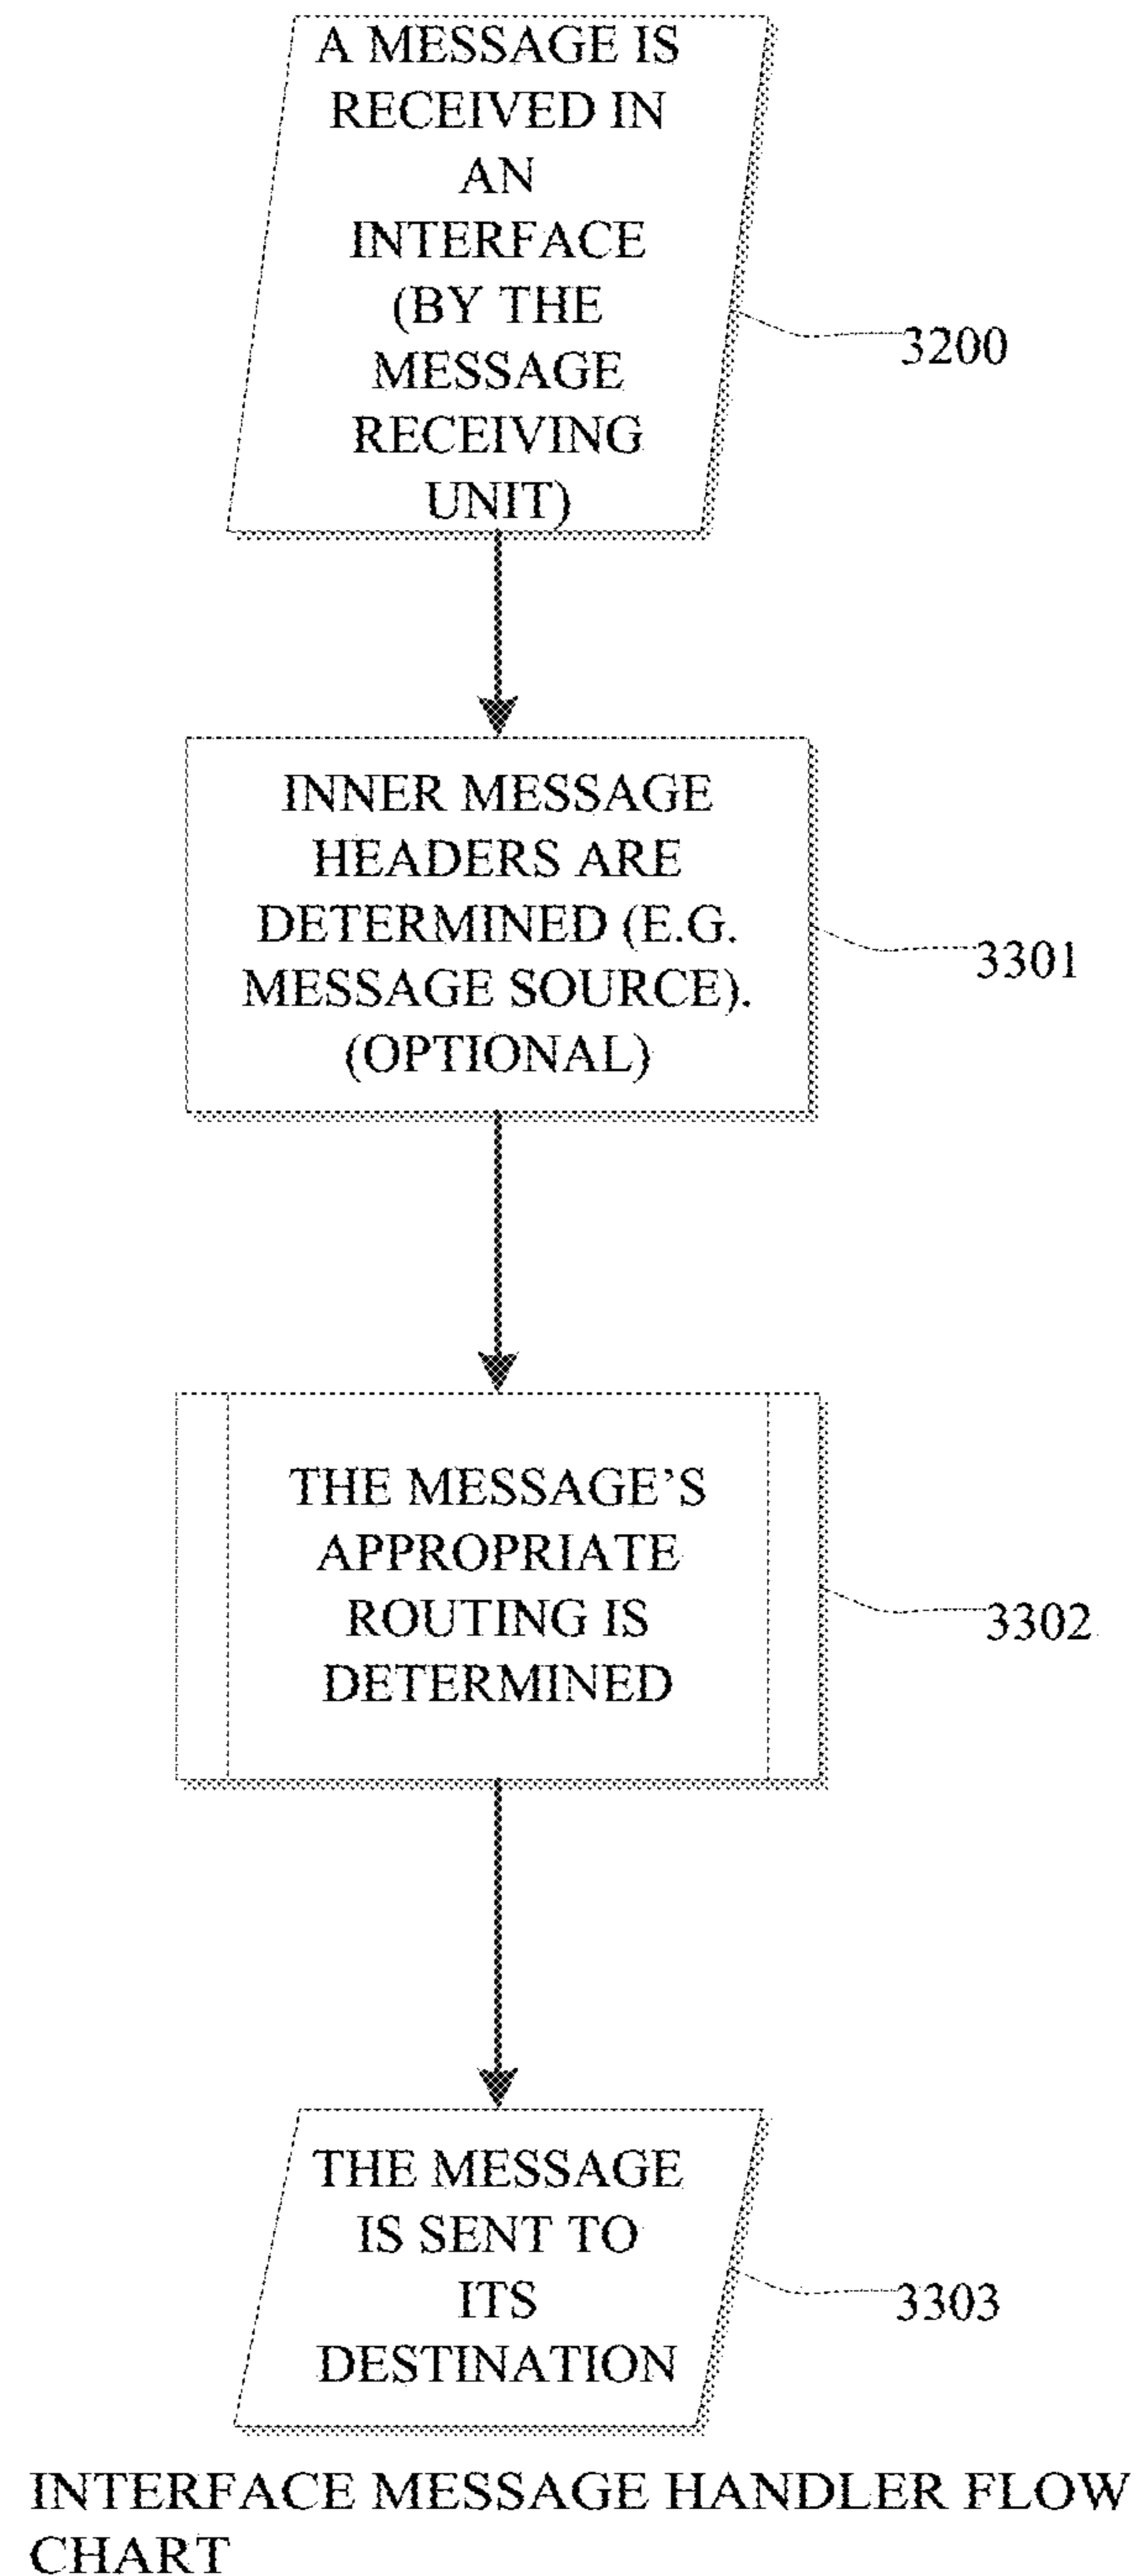 A MESSAGE IS
RECEIVED IN
AN
INTERFACE
(BY THE
MESSAGE
RECEIVING
UNIT)
3200
INNER MESSAGE
HEADERS ARE
DETERMINED (E.G.
MESSAGE SOURCE).
(OPTIONAL)
3301
THE MESSAGE’S
APPROPRIATE
ROUTING IS
DETERMINED
3302
THE MESSAGE
IS SENT TO
ITS
DESTINATION
3303
INTERFACE MESSAGE HANDLER FLOW
CHART